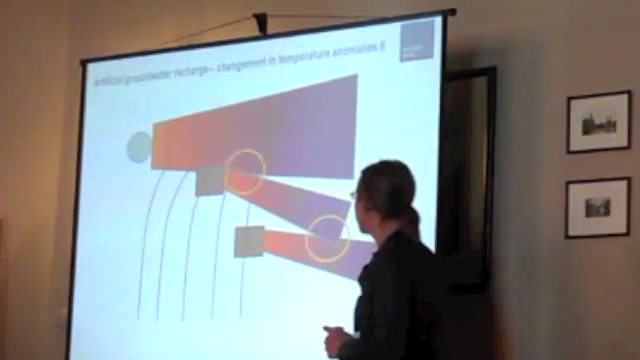 artificial groundwater recharge – changement in temperature anomalies II